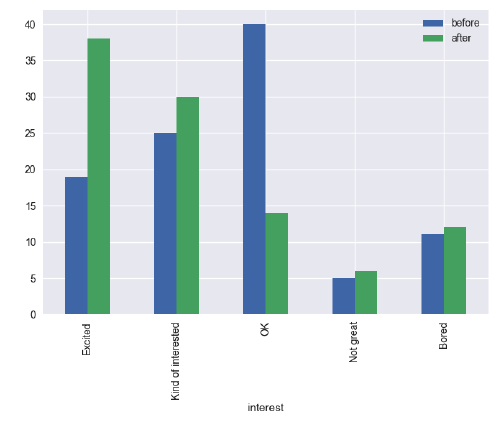 before
after
40
35
30
25
20
15
10
5
0
Excited
Kind of interested
OK
Not great
Bored
interest